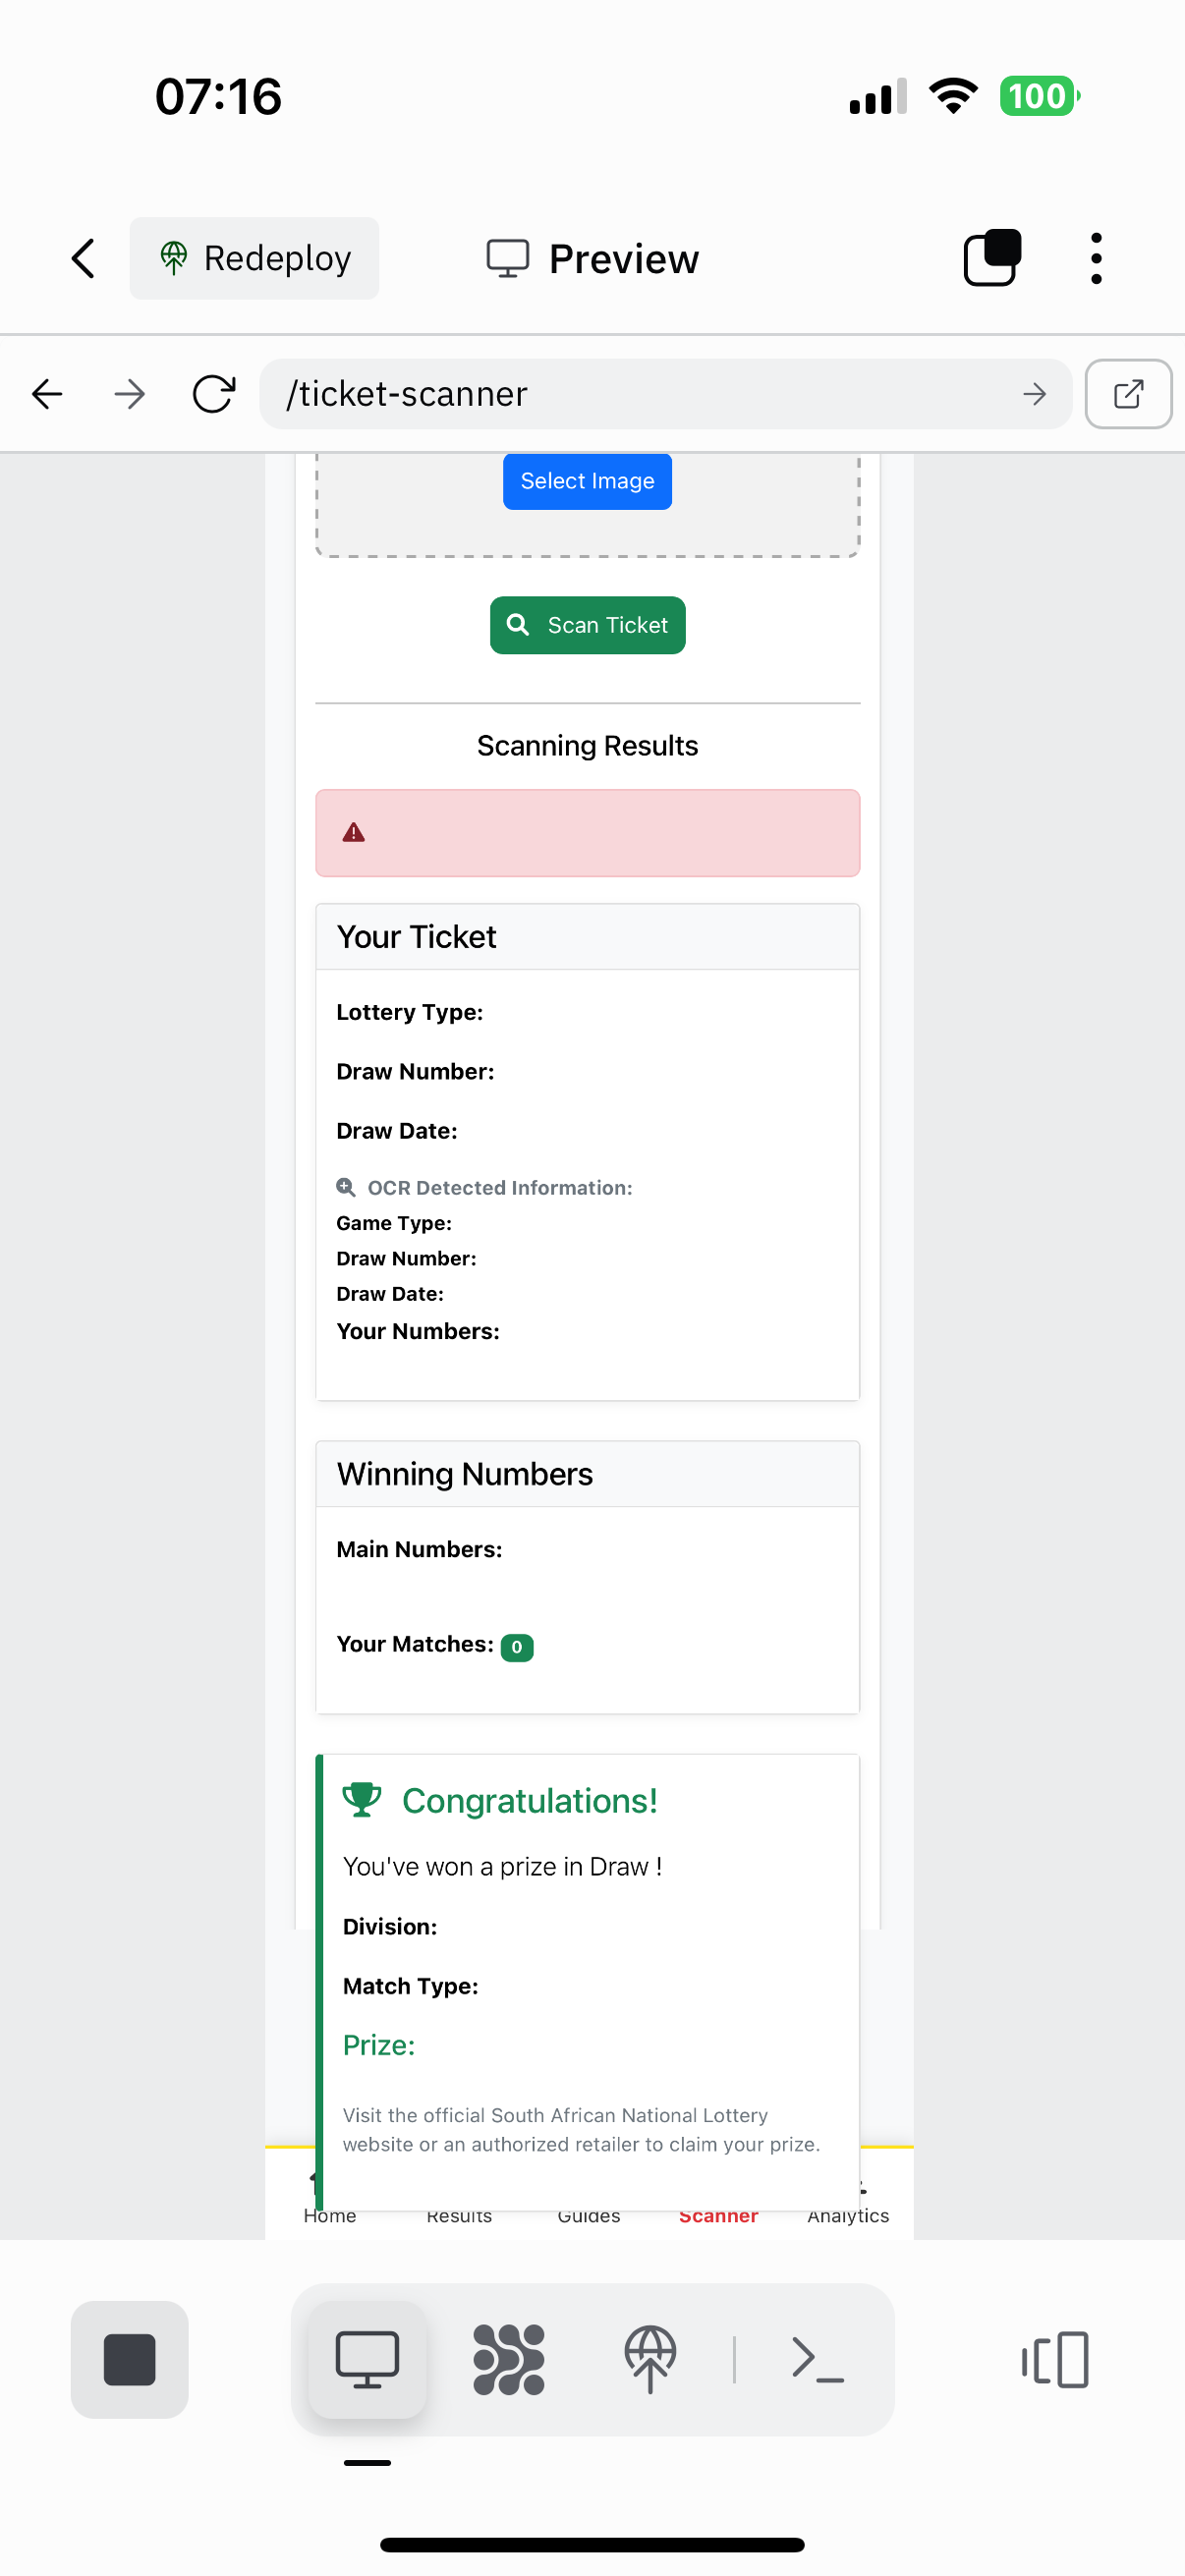 07:16
100
Redeploy
Preview
/ticket-scanner
Select Image
Scan Ticket
Scanning Results
Your Ticket
Lottery Type:
Draw Number:
Draw Date:
OCR Detected Information:
Game Type:
Draw Number:
Draw Date:
Your Numbers:
Winning Numbers
Main Numbers:
Your Matches: 0
Congratulations!
You've won a prize in Draw !
Division:
Match Type:
Prize:
Visit the official South African National Lottery
website or an authorized retailer to claim your prize.
Home Results Guides Scanner Analytics